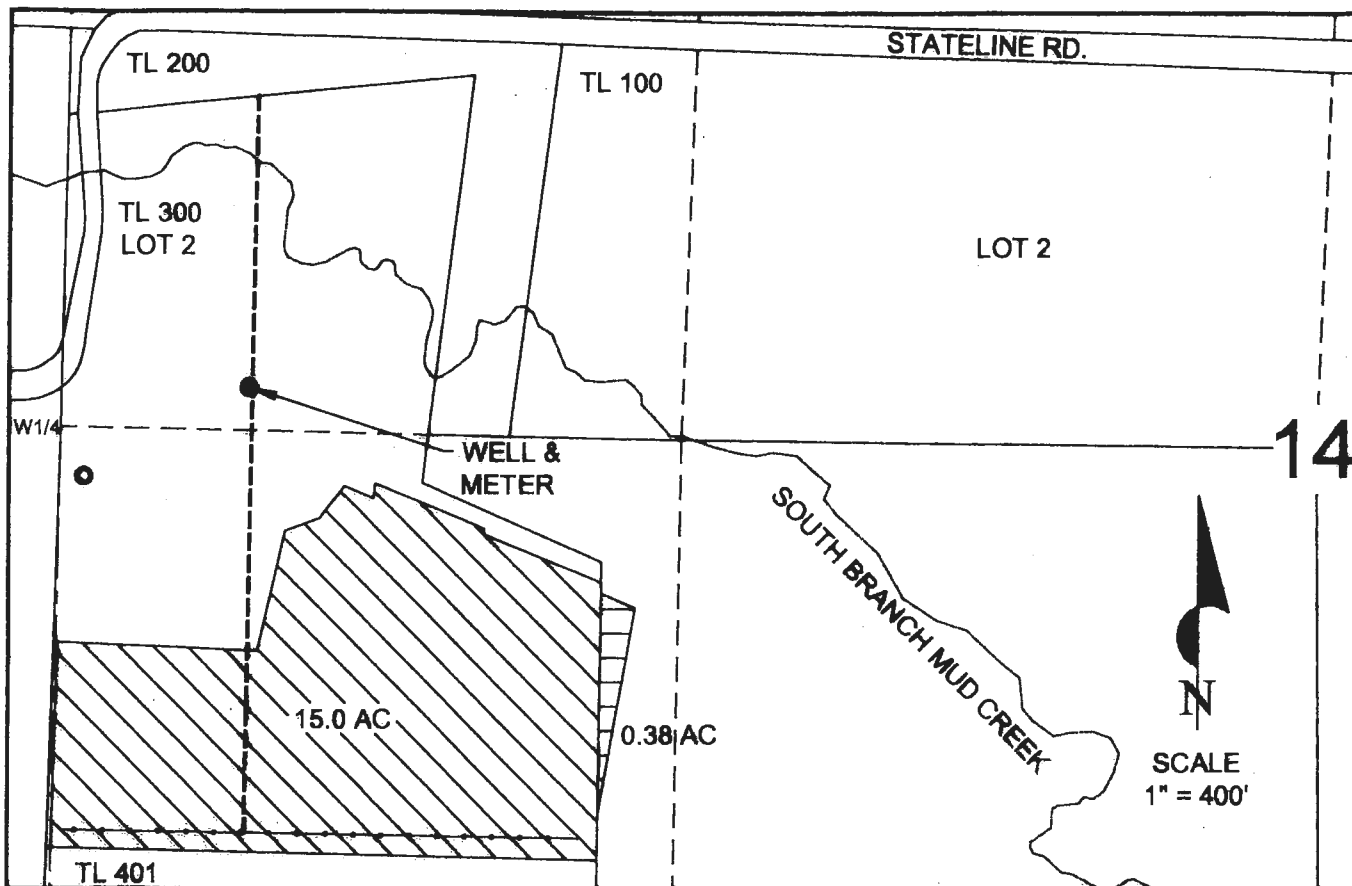 STATELINE RD.
TL 200
TL 100
TL 300
LOT 2
LOT 2
W1/4
WELL &
METER
14
SOUTH BRANCH MUD CREEK
N
15.0 AC
0.38 AC
SCALE
1" = 400'
TL 401